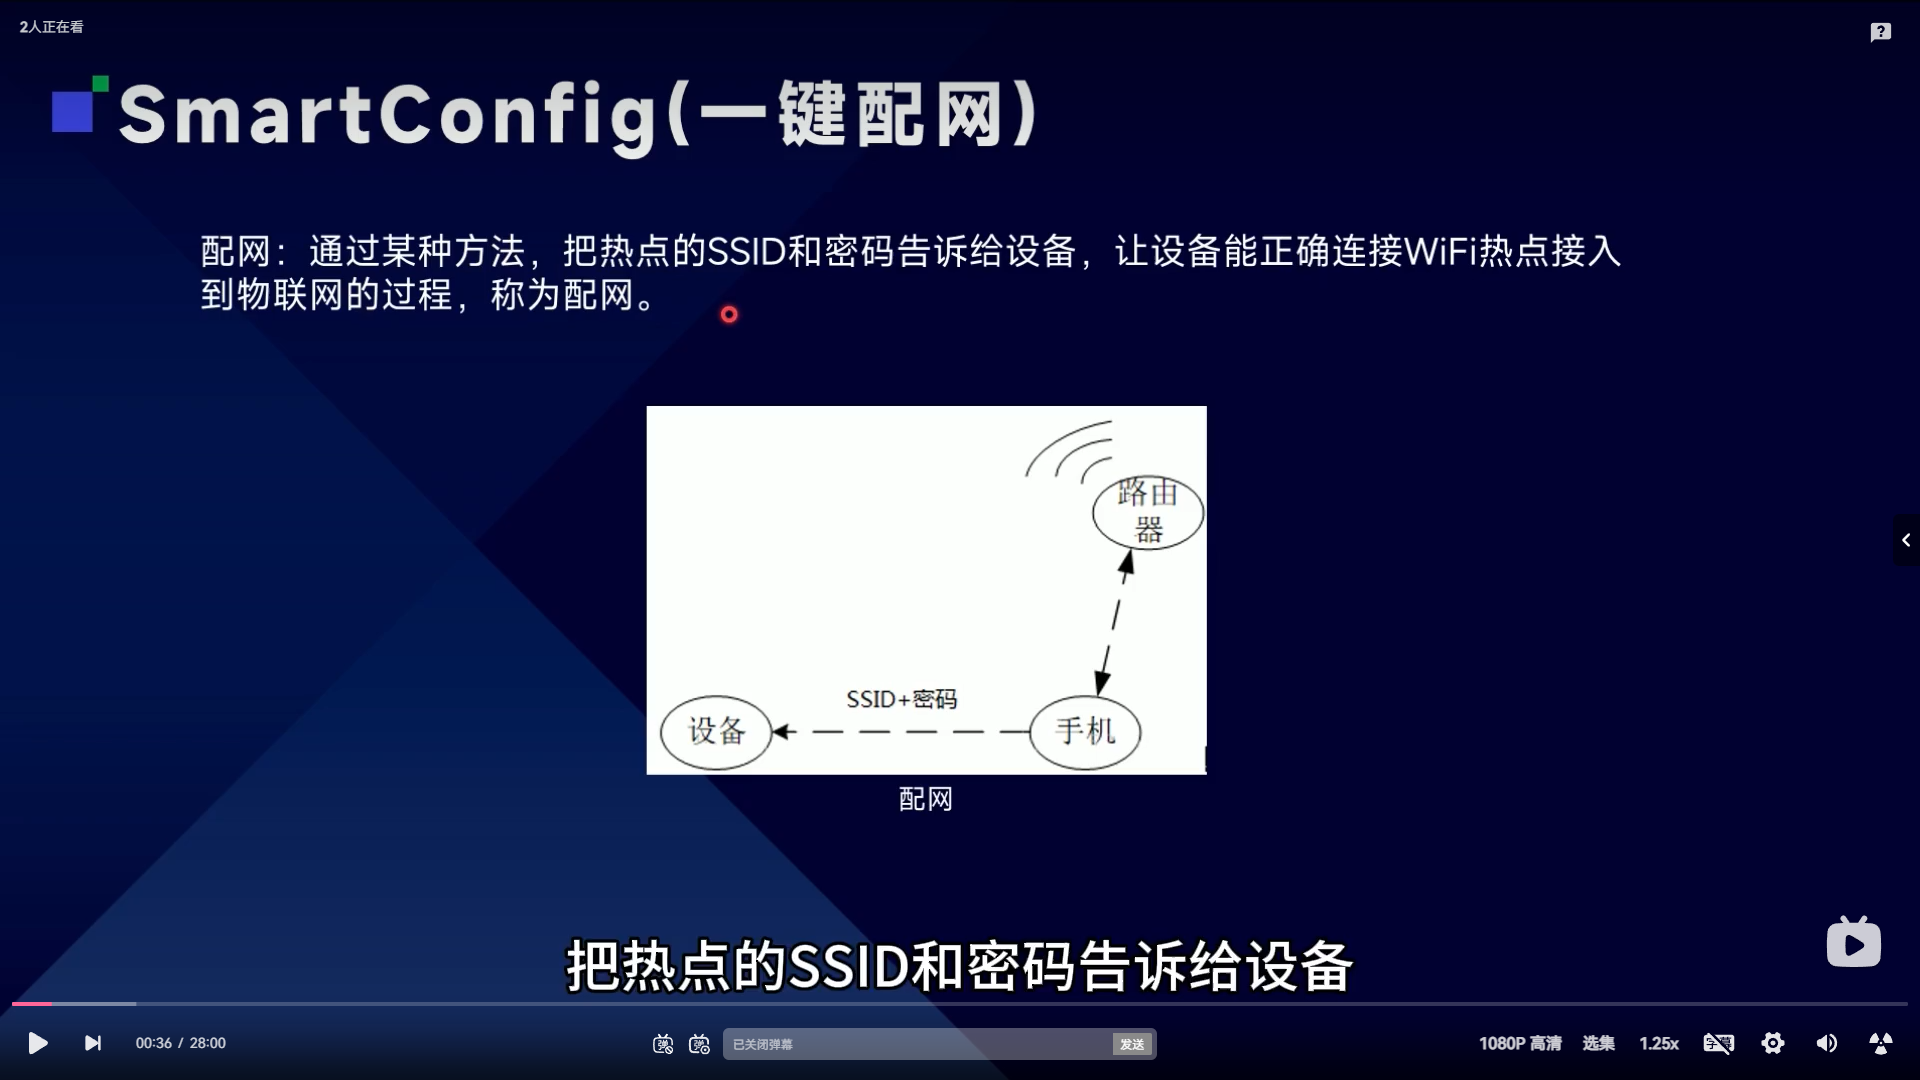 2人正在看
SmartConfig(一键配网)
配网：通过某种方法，把热点的SSID和密码告诉给设备，让设备能正确连接WiFi热点接入
到物联网的过程，称为配网。
路由
器
SSID+密码
设备
手机
配网
把热点的SSID和密码告诉给设备
00:36 / 28:00
弹
弹
已关闭弹幕
发送
1080P 高清
选集
1.25x
字幕